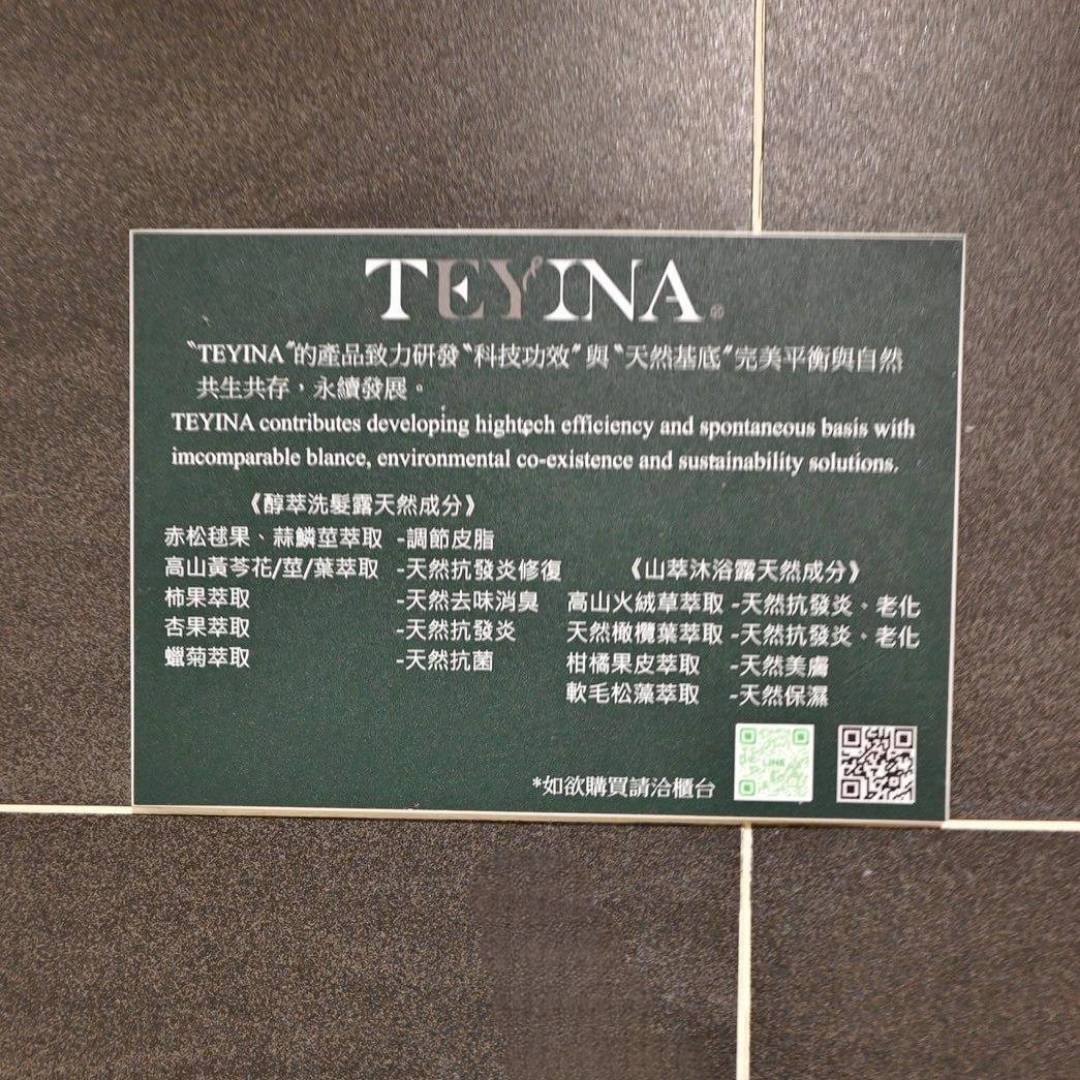 TEYINA®
〝TEYINA〞的產品致力研發〝科技功效〞與〝天然基底〞完美平衡與自然
共生共存，永續發展。
TEYINA contributes developing hightech efficiency and spontaneous basis with
imcomparable blance, environmental co-existence and sustainability solutions.
《醇萃洗髮露天然成分》
赤松毬果、蒜鱗莖萃取 -調節皮脂
高山黃芩花/莖/葉萃取 -天然抗發炎修復
柿果萃取 -天然去味消臭
杏果萃取 -天然抗發炎
蠟菊萃取 -天然抗菌
《山萃沐浴露天然成分》
高山火絨草萃取 -天然抗發炎、老化
天然橄欖葉萃取 -天然抗發炎、老化
柑橘果皮萃取 -天然美膚
軟毛松藻萃取 -天然保濕
*如欲購買請洽櫃台
LINE